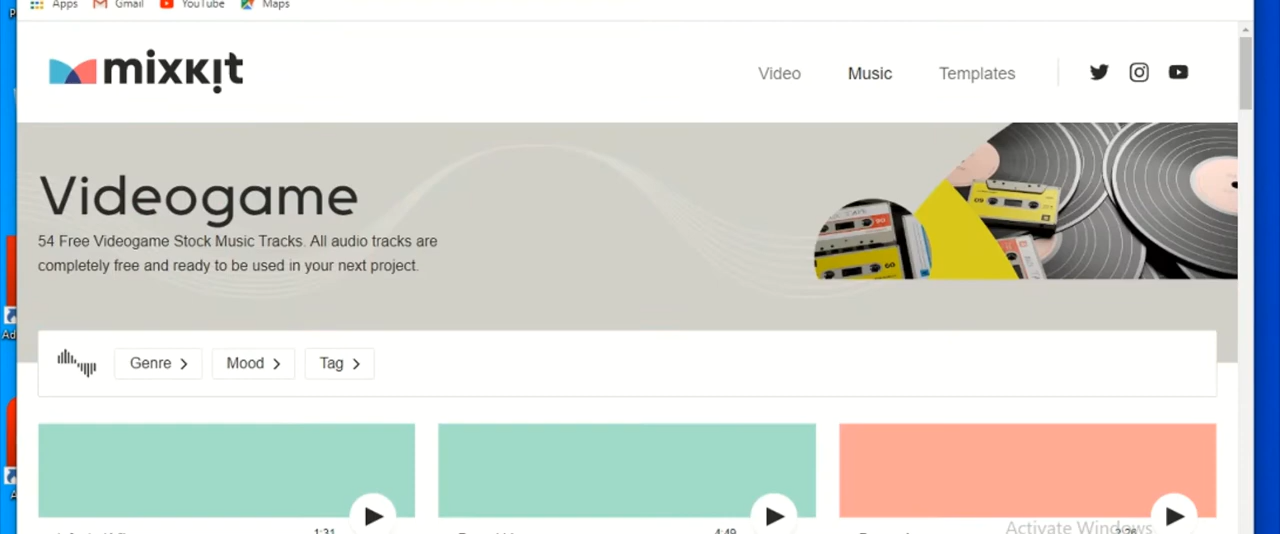 Apps Gmail YouTube Maps
mixkit
Video Music Templates
Videogame
54 Free Videogame Stock Music Tracks. All audio tracks are
completely free and ready to be used in your next project.
Genre Mood Tag
1:31 4:49
Activate Windows